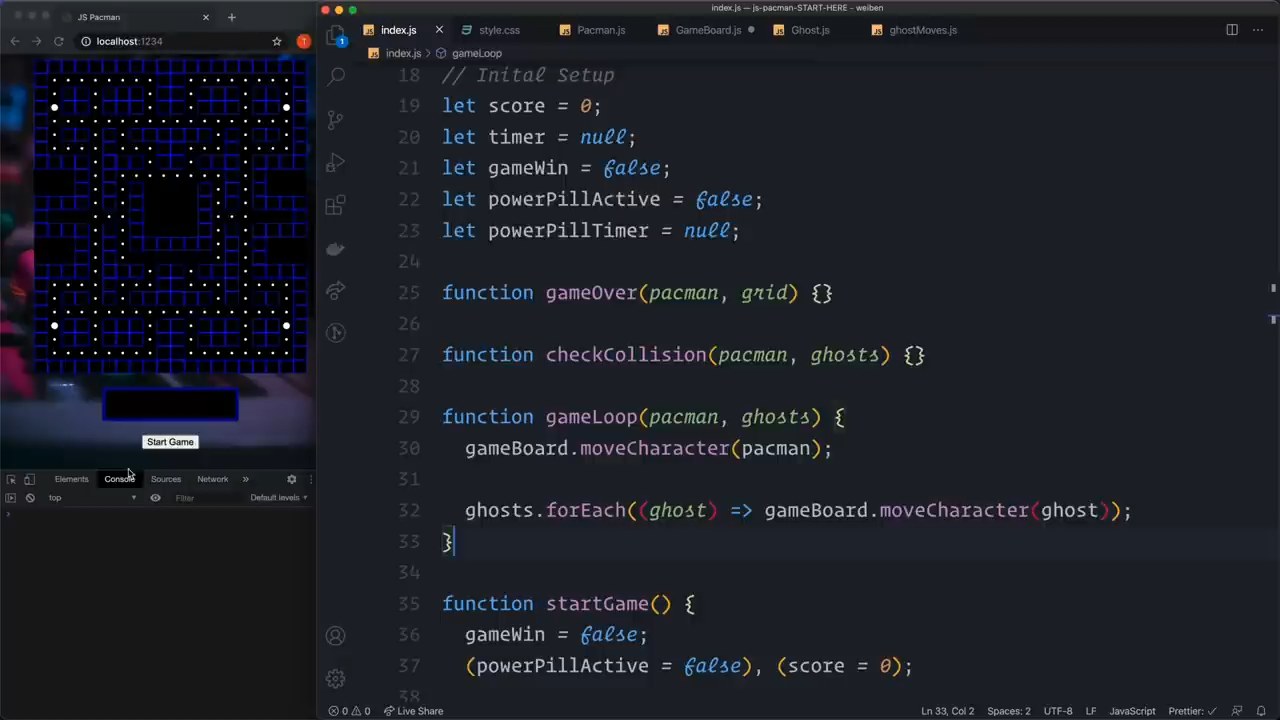 JS Pacman
localhost:1234
Start Game
Elements Console Sources Network »
top Filter Default levels
index.js — js-pacman-START-HERE — weiben
index.js style.css Pacman.js GameBoard.js Ghost.js ghostMoves.js
index.js › gameLoop
18 // Inital Setup
19 let score = 0;
20 let timer = null;
21 let gameWin = false;
22 let powerPillActive = false;
23 let powerPillTimer = null;
24
25 function gameOver(pacman, grid) {}
26
27 function checkCollision(pacman, ghosts) {}
28
29 function gameLoop(pacman, ghosts) {
30 gameBoard.moveCharacter(pacman);
31
32 ghosts.forEach((ghost) => gameBoard.moveCharacter(ghost));
33 }
34
35 function startGame() {
36 gameWin = false;
37 (powerPillActive = false), (score = 0);
38
0 0 Live Share Ln 33, Col 2 Spaces: 2 UTF-8 LF JavaScript Prettier: ✓